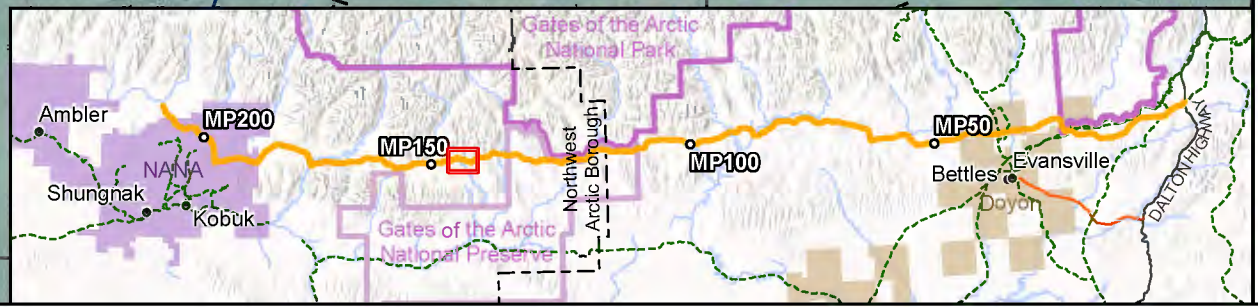 Gates of the Arctic
National Park
Ambler
MP200
MP150
MP100
MP50
NANA
Shungnak
Kobuk
Northwest
Arctic Borough
Gates of the Arctic
National Preserve
Bettles
Evansville
Doyon
DALTON HIGHWAY